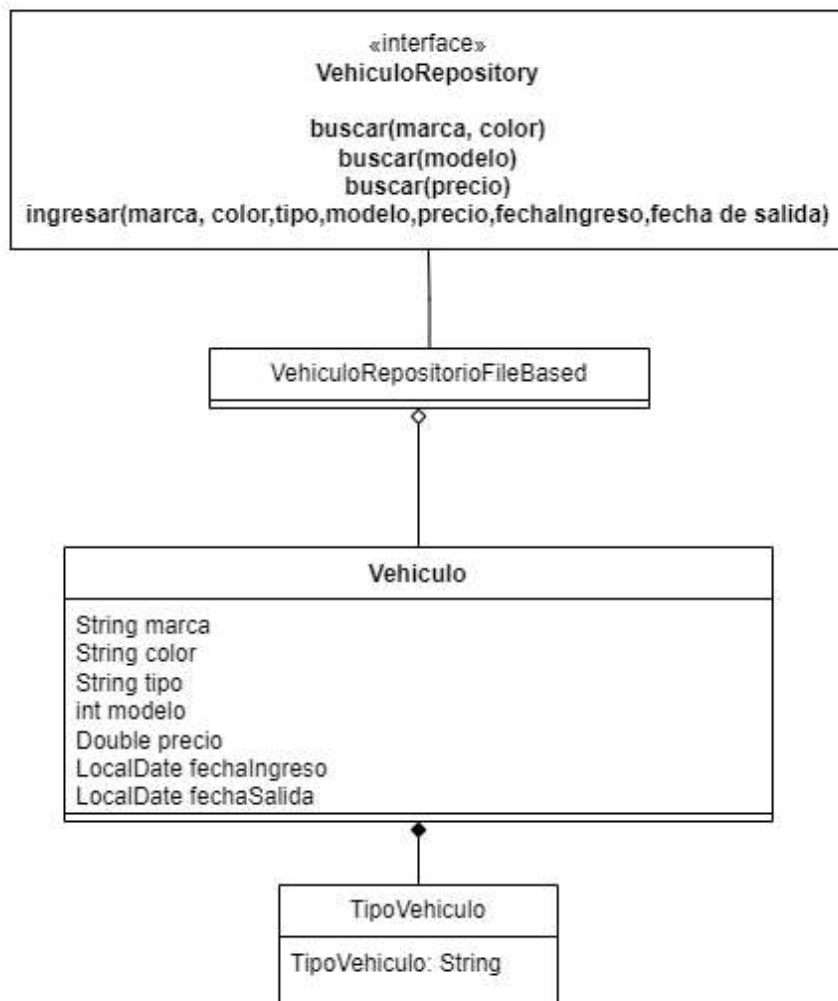 «interface»
VehiculoRepository
buscar(marca, color)
buscar(modelo)
buscar(precio)
ingresar(marca, color,tipo,modelo,precio,fechaIngreso,fecha de salida)
VehiculoRepositorioFileBased
Vehiculo
String marca
String color
String tipo
int modelo
Double precio
LocalDate fechaIngreso
LocalDate fechaSalida
TipoVehiculo
TipoVehiculo: String